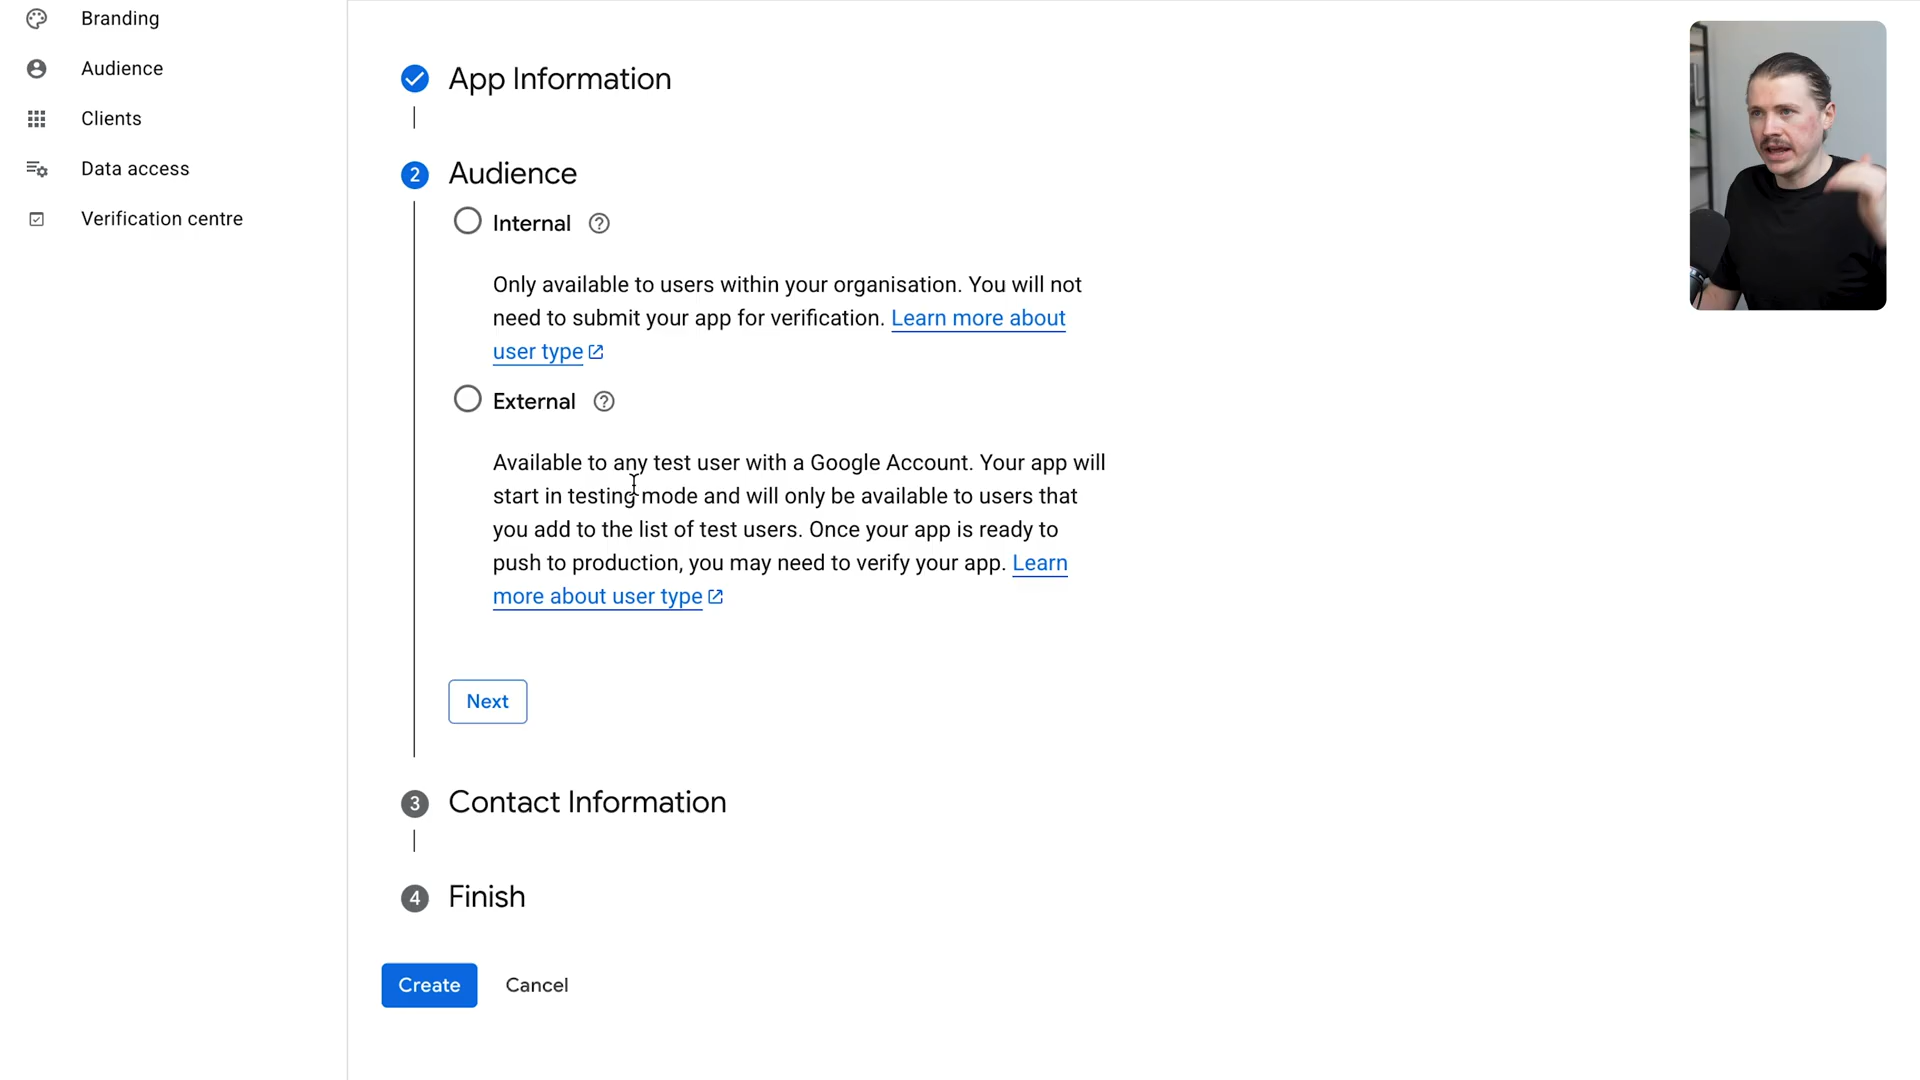 Branding
Audience
Clients
Data access
Verification centre
App Information
2 Audience
Internal
Only available to users within your organisation. You will not
need to submit your app for verification. Learn more about
user type
External
Available to any test user with a Google Account. Your app will
start in testing mode and will only be available to users that
you add to the list of test users. Once your app is ready to
push to production, you may need to verify your app. Learn
more about user type
Next
3 Contact Information
4 Finish
Create Cancel